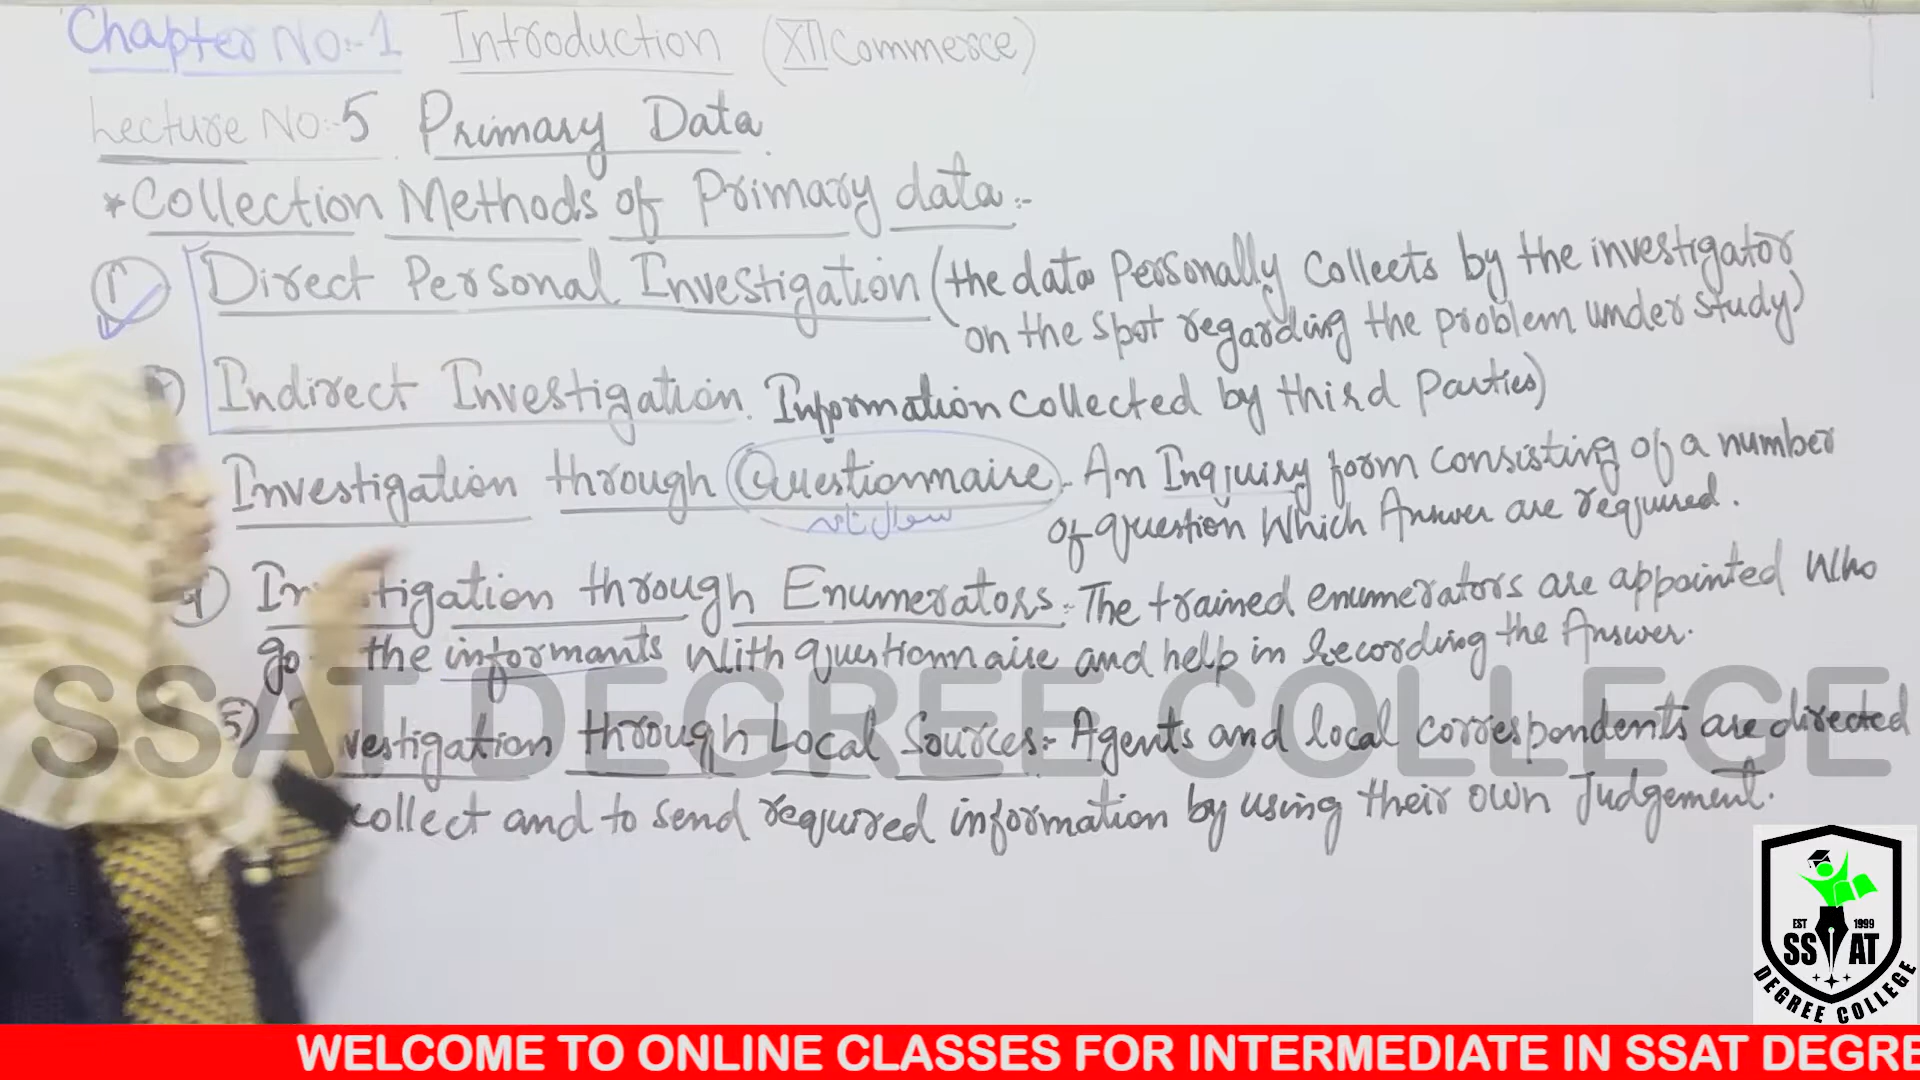 Chapter No:-1 Introduction (XII Commerce)
Lecture No:-5 Primary Data
* Collection Methods of Primary data:-
1 Direct Personal Investigation (the data Personally Collects by the investigator
on the spot regarding the problem under study)
Indirect Investigation. Information collected by third Parties)
Investigation through Questionnaire - An Inquiry form consisting of a number
سوال نامہ
of question Which Answer are required.
4) In tigation through Enumerators:- The trained enumerators are appointed Who
go the informants with questionnaire and help in recording the Answer.
5) vestigation through Local Sources:- Agents and local correspondents are directed
collect and to send required information by using their own Judgement.
SSAT DEGREE COLLEGE
EST 1999
SSAT
DEGREE COLLEGE
WELCOME TO ONLINE CLASSES FOR INTERMEDIATE IN SSAT DEGRE